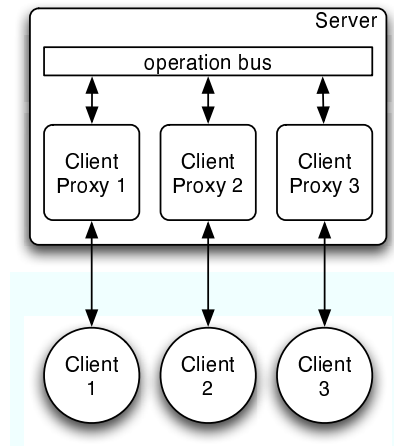 Server
operation bus
Client
Proxy 1
Client
Proxy 2
Client
Proxy 3
Client
1
Client
2
Client
3